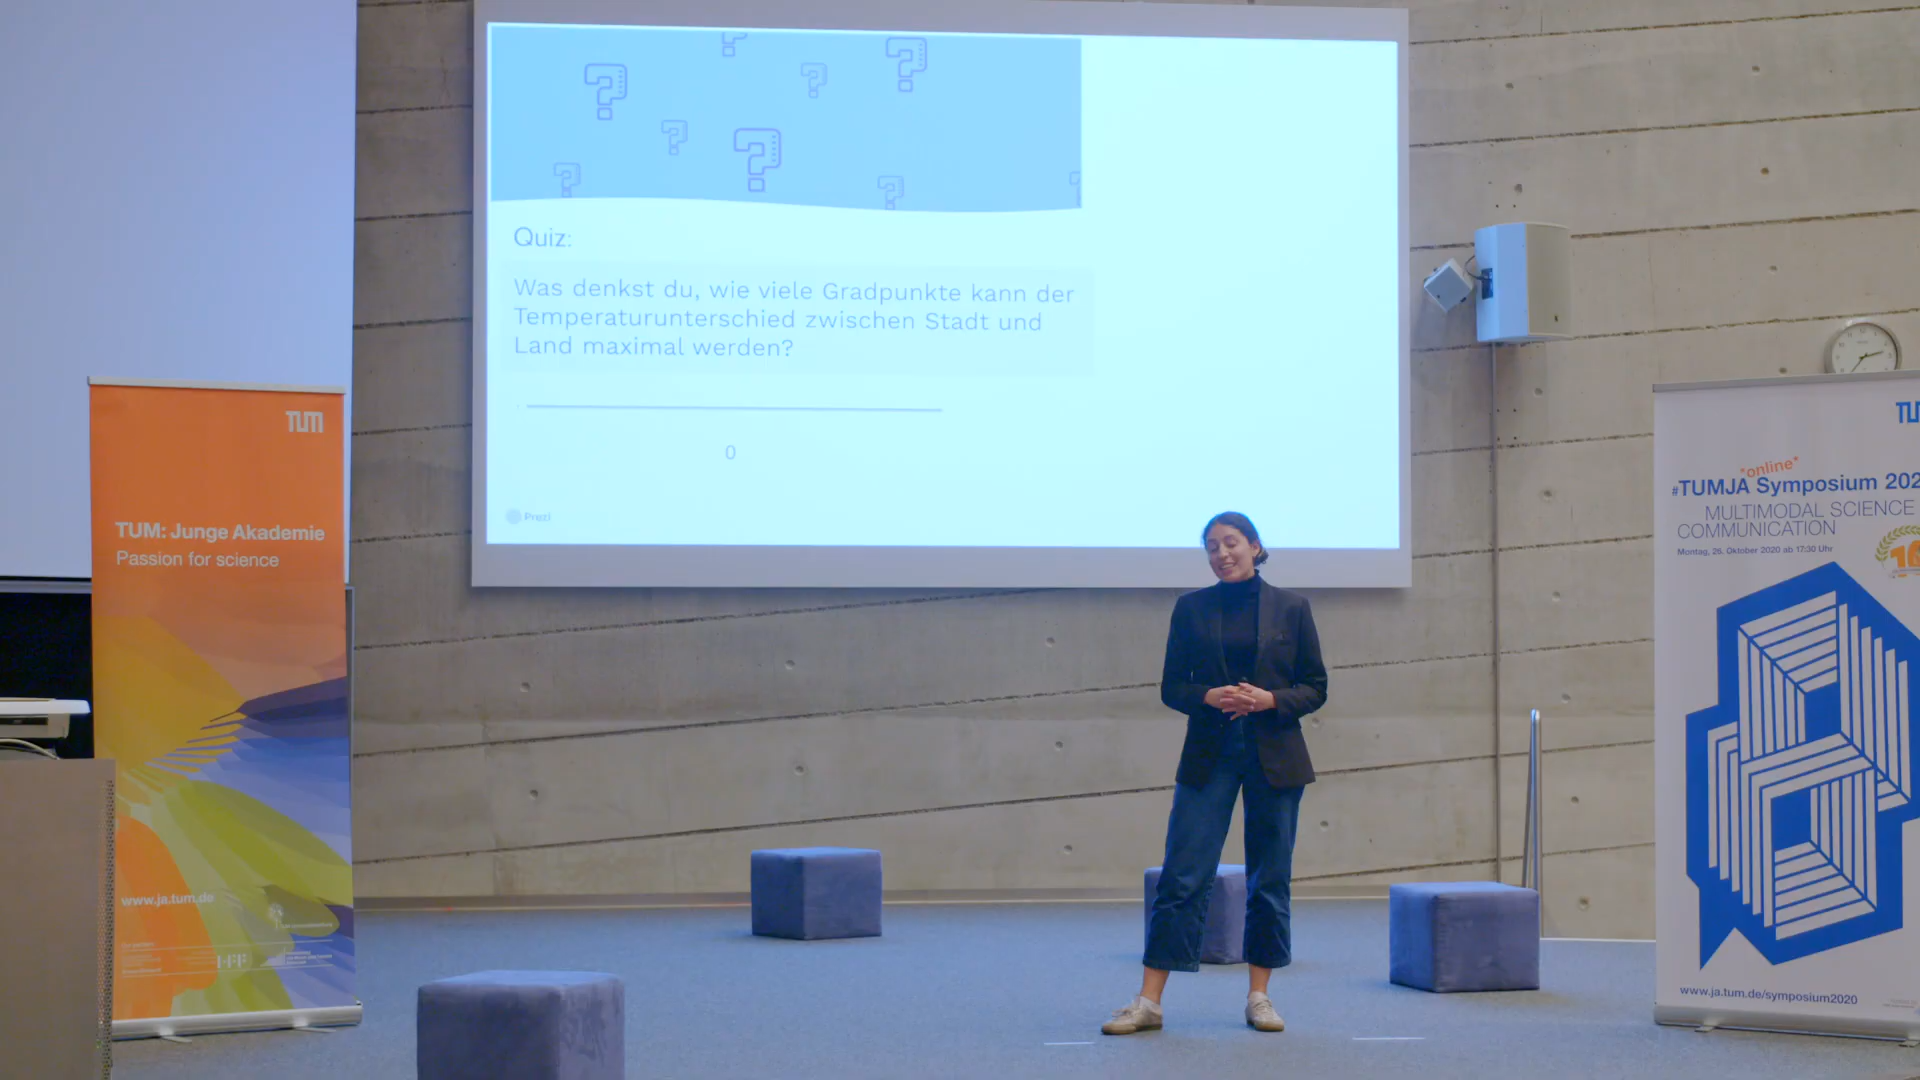 Quiz:
Was denkst du, wie viele Gradpunkte kann der
Temperaturunterschied zwischen Stadt und
Land maximal werden?
0
Prezi
TUM
TUM: Junge Akademie
Passion for science
www.ja.tum.de
*online*
#TUMJA Symposium 202
MULTIMODAL SCIENCE
COMMUNICATION
Montag, 26. Oktober 2020 ab 17:30 Uhr
10
www.ja.tum.de/symposium2020